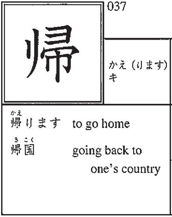 037
帰
かえ (ります)
キ
かえ
帰ります to go home
き こく
帰国 going back to
one's country